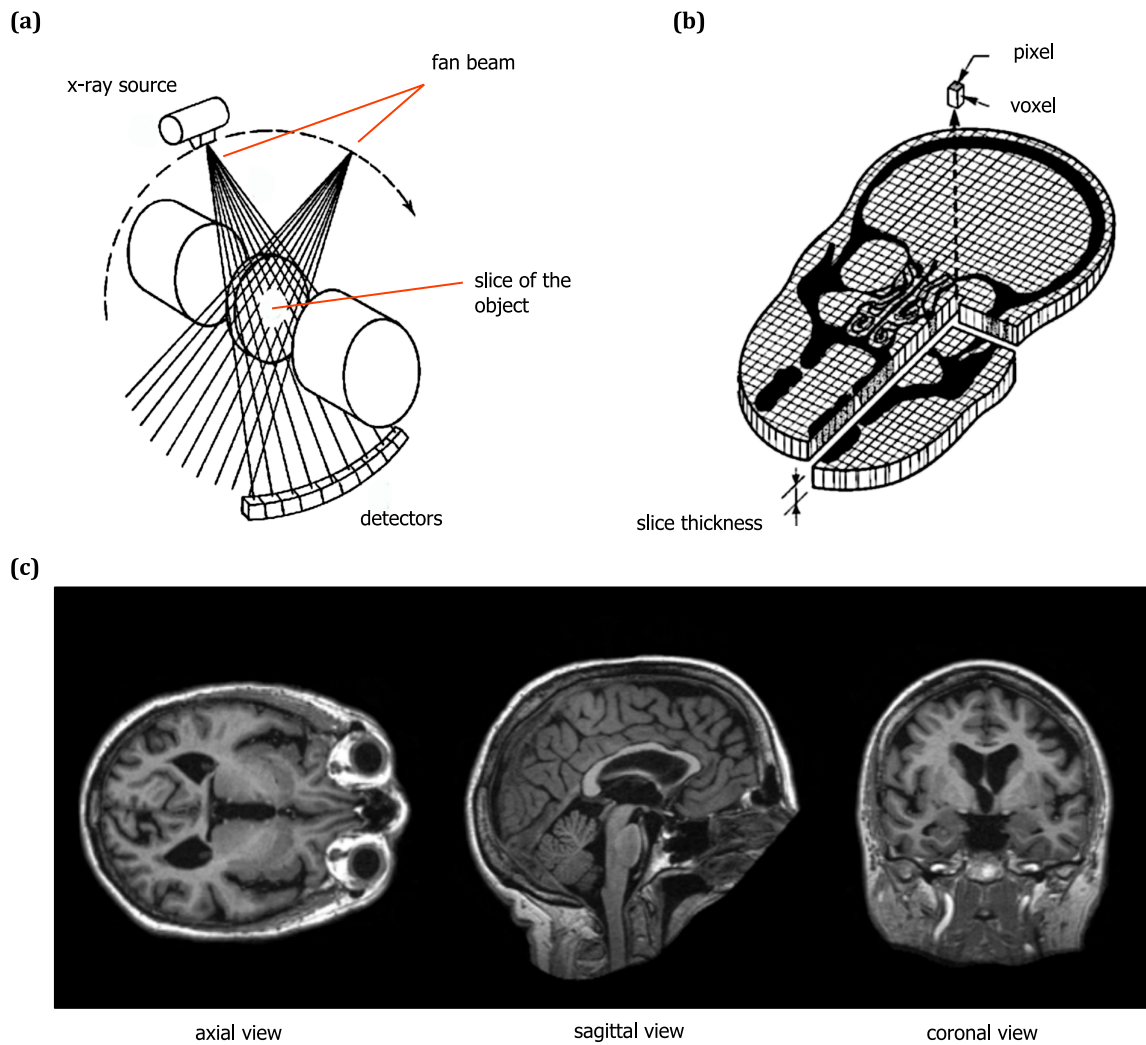 (a)
x-ray source
fan beam
slice of the
object
detectors
(b)
pixel
voxel
slice thickness
(c)
axial view
sagittal view
coronal view